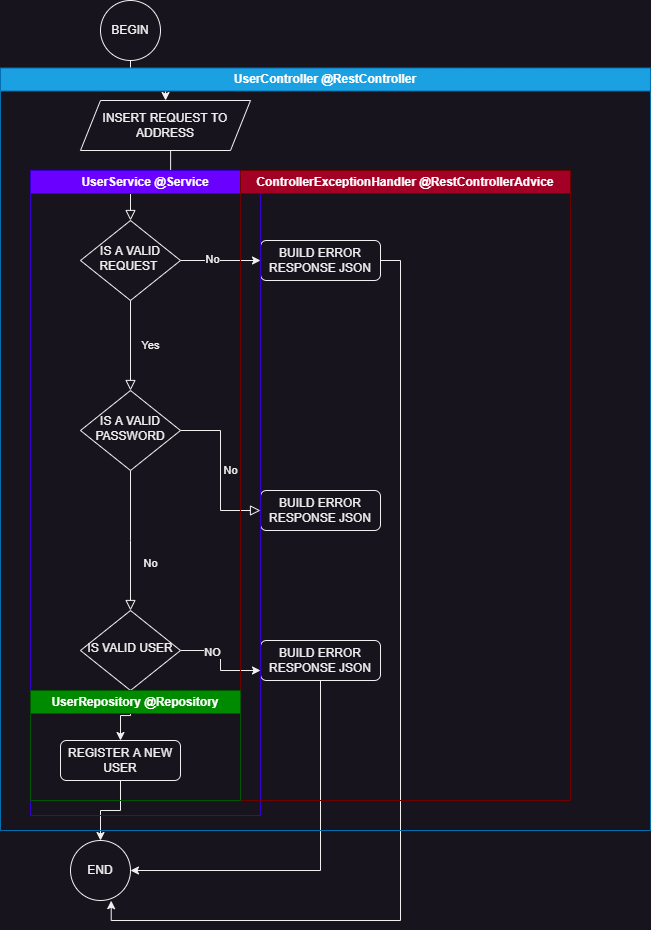 BEGIN
UserController @RestController
INSERT REQUEST TO
ADDRESS
UserService @Service
ControllerExceptionHandler @RestControllerAdvice
IS A VALID
REQUEST
No
BUILD ERROR
RESPONSE JSON
Yes
IS A VALID
PASSWORD
No
BUILD ERROR
RESPONSE JSON
No
IS VALID USER
NO
BUILD ERROR
RESPONSE JSON
UserRepository @Repository
REGISTER A NEW
USER
END